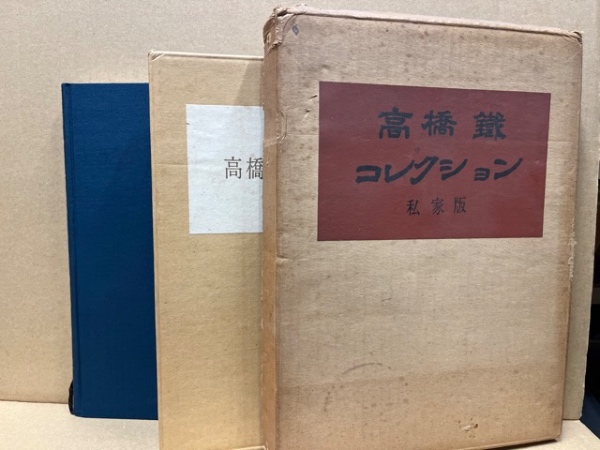 高橋
高橋 鐵
コレクション
私家版